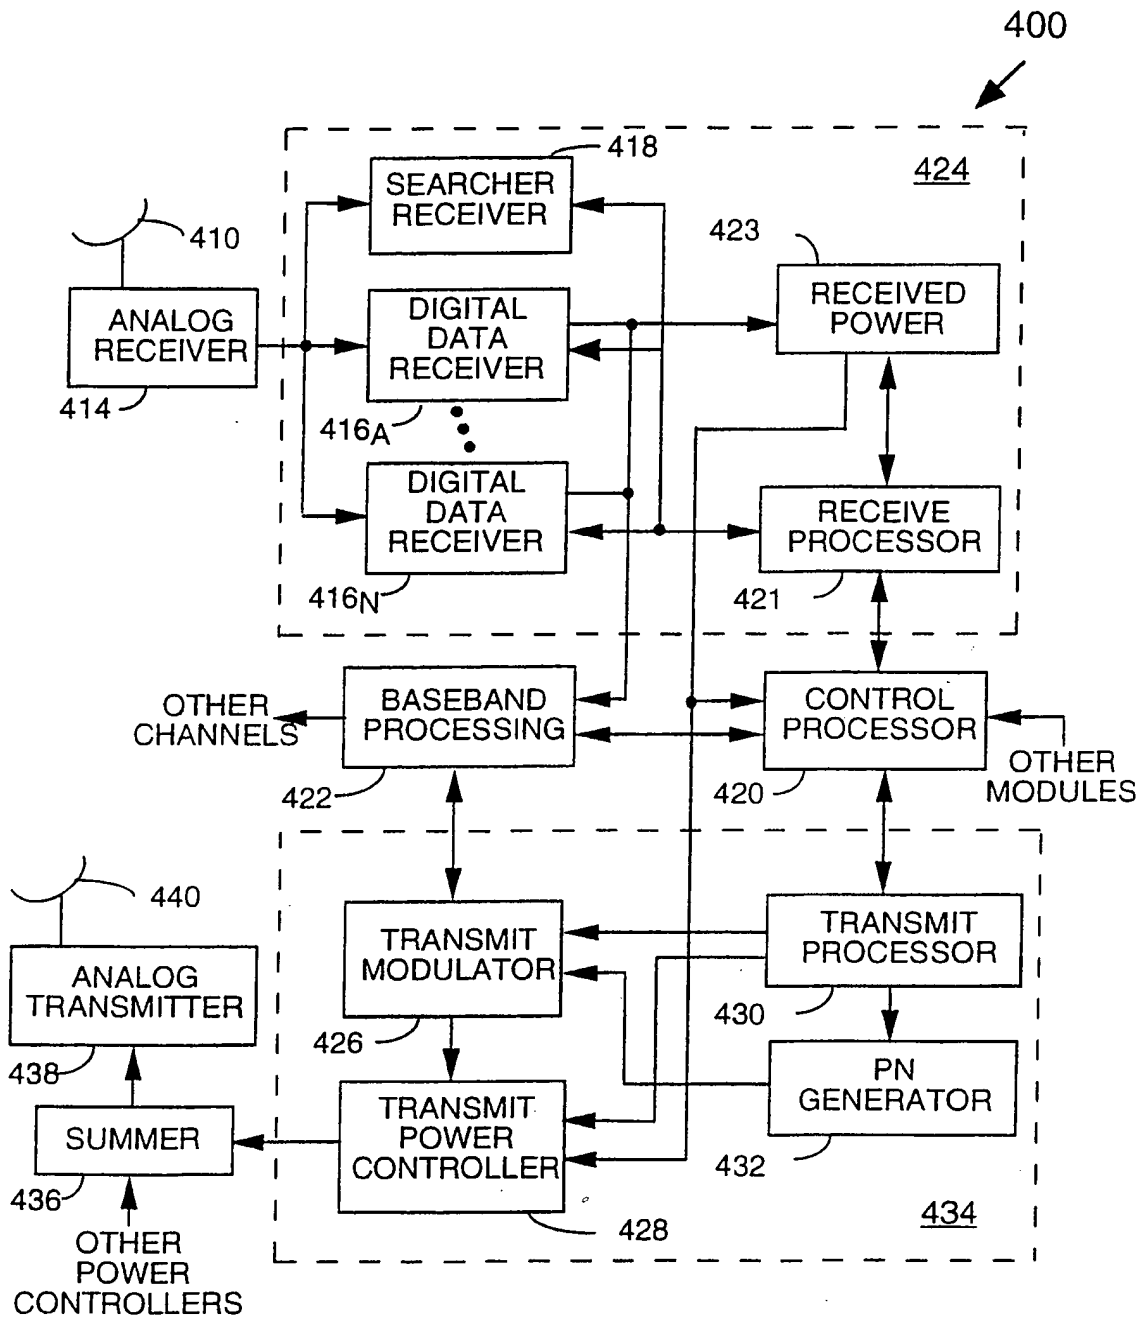 400
424
418
SEARCHER
RECEIVER
410
423
ANALOG
RECEIVER
414
DIGITAL
DATA
RECEIVER
416A
RECEIVED
POWER
DIGITAL
DATA
RECEIVER
416N
RECEIVE
PROCESSOR
421
OTHER
CHANNELS
BASEBAND
PROCESSING
422
CONTROL
PROCESSOR
420
OTHER
MODULES
440
ANALOG
TRANSMITTER
438
TRANSMIT
MODULATOR
426
TRANSMIT
PROCESSOR
430
SUMMER
436
TRANSMIT
POWER
CONTROLLER
428
PN
GENERATOR
432
434
OTHER
POWER
CONTROLLERS